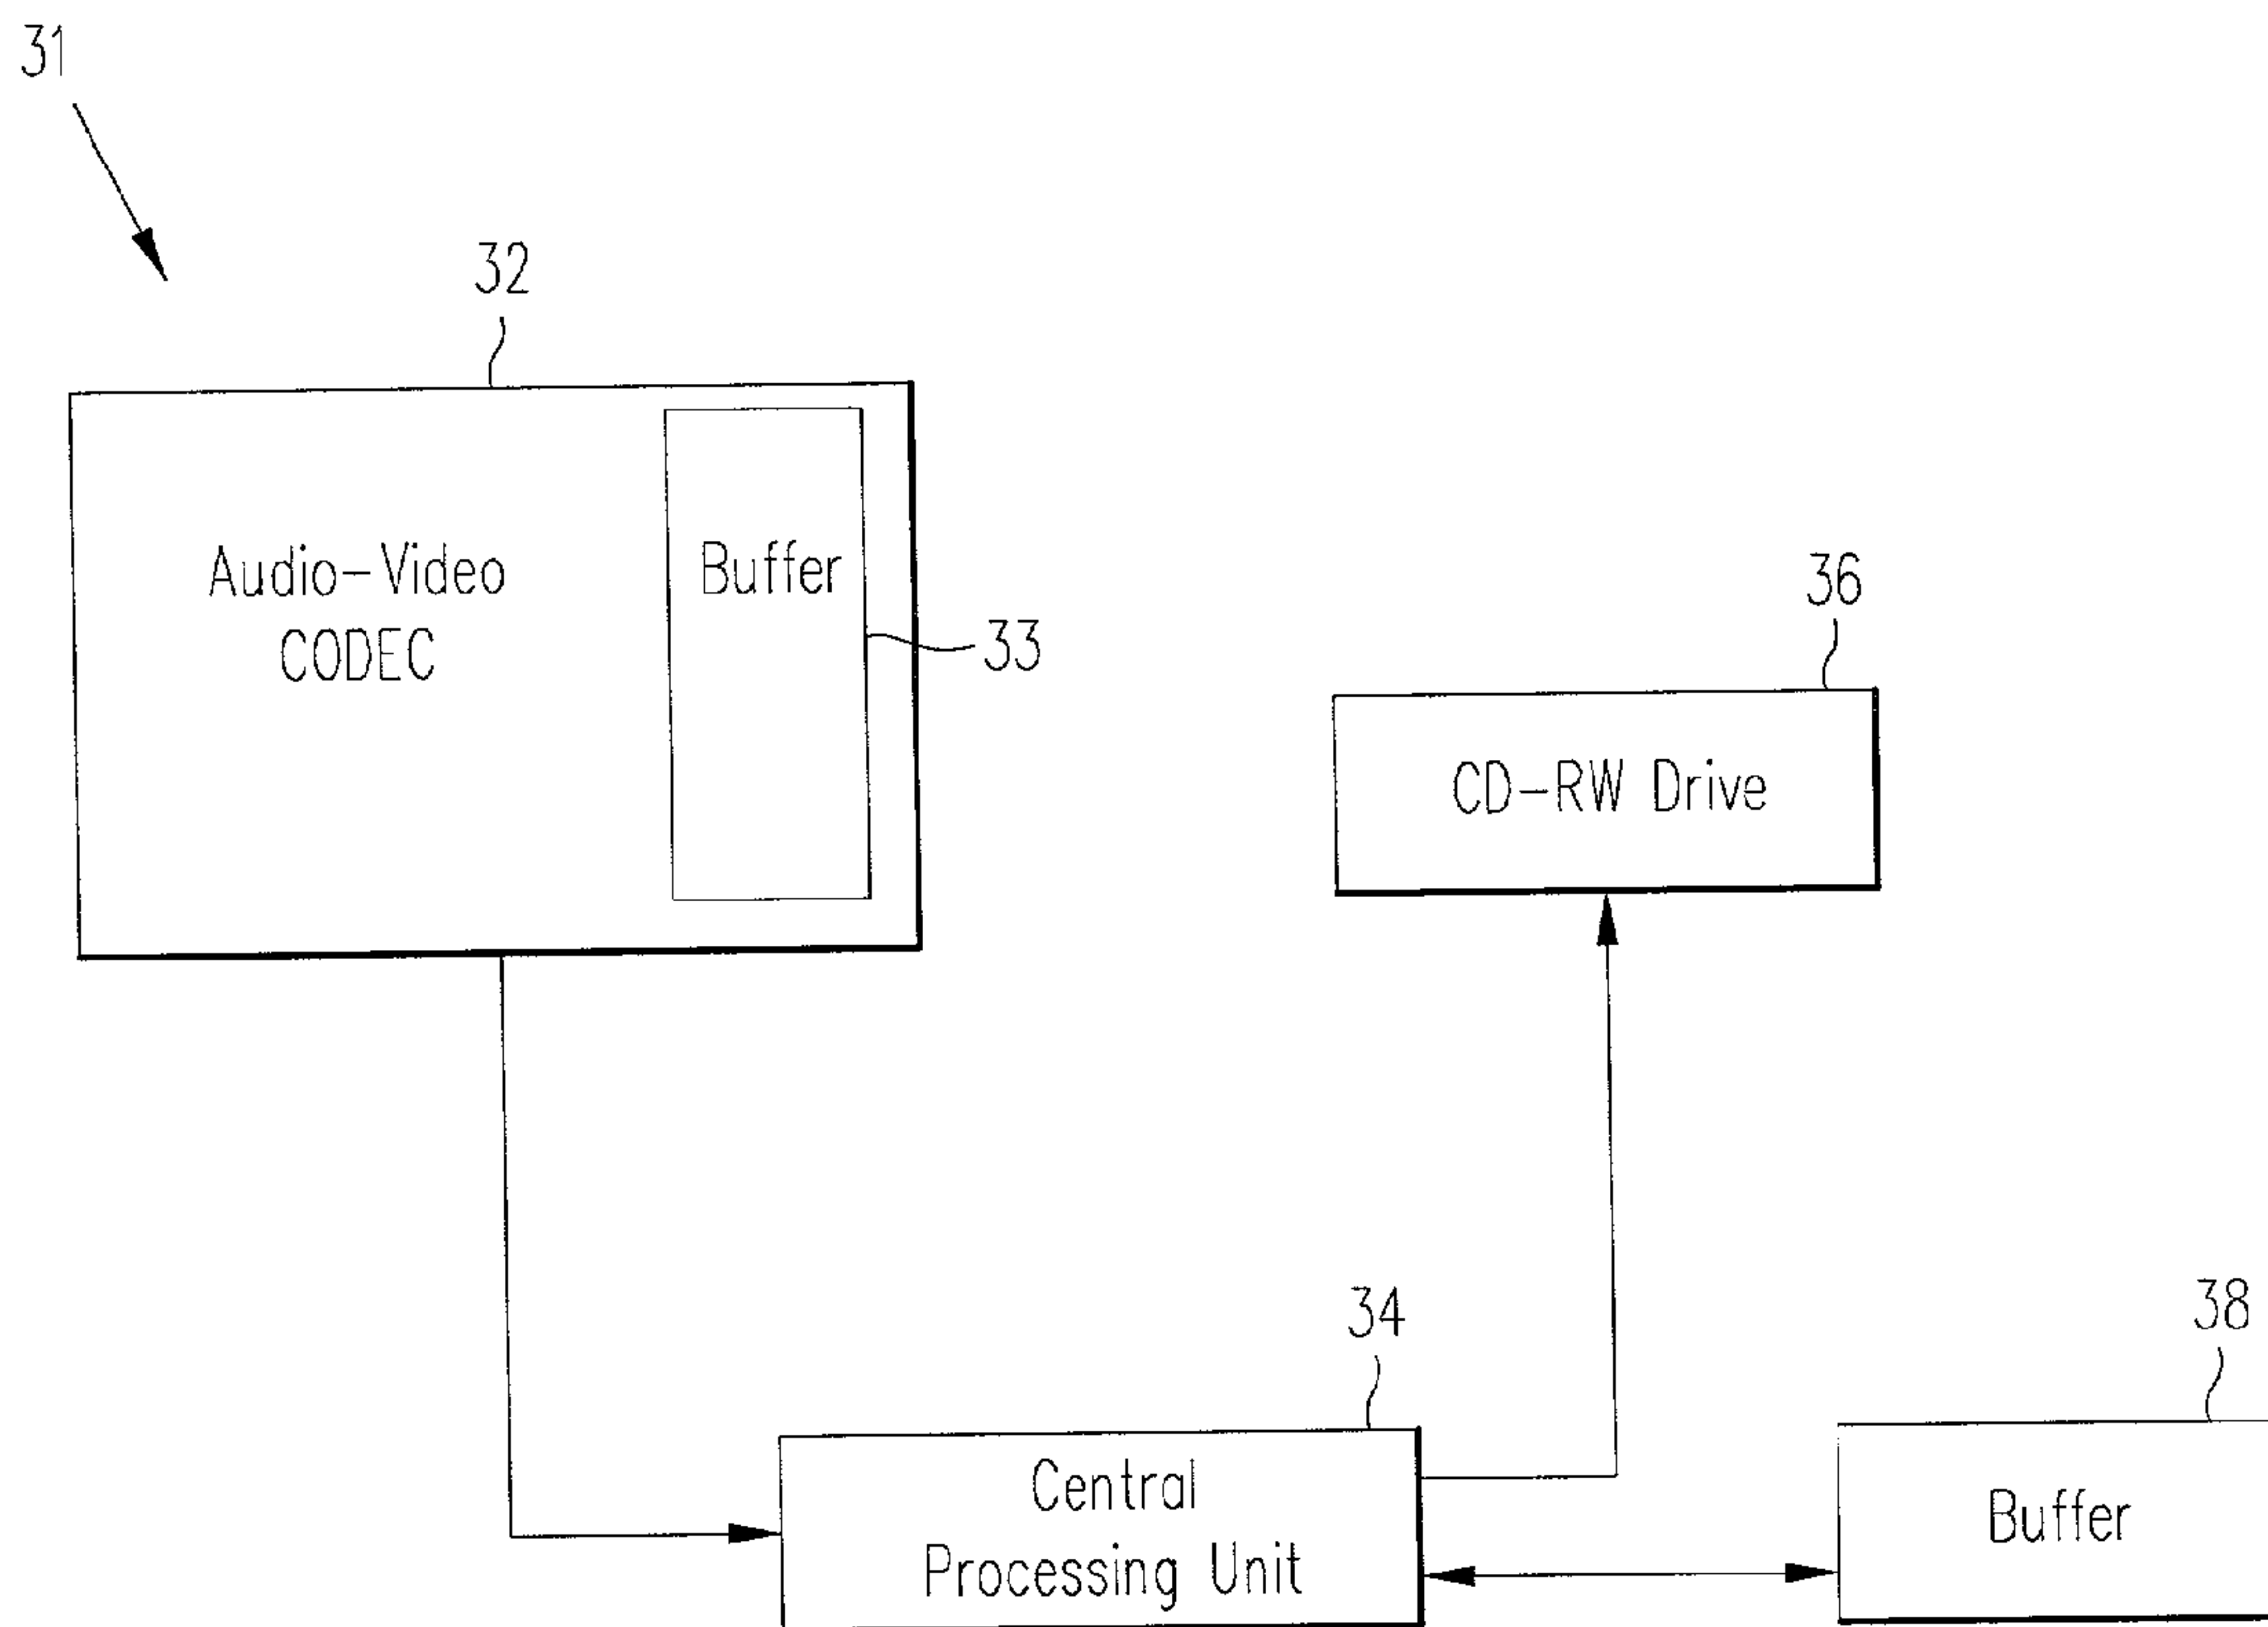 31
32
Audio-Video
CODEC
Buffer
33
36
CD-RW Drive
34
Central
Processing Unit
38
Buffer